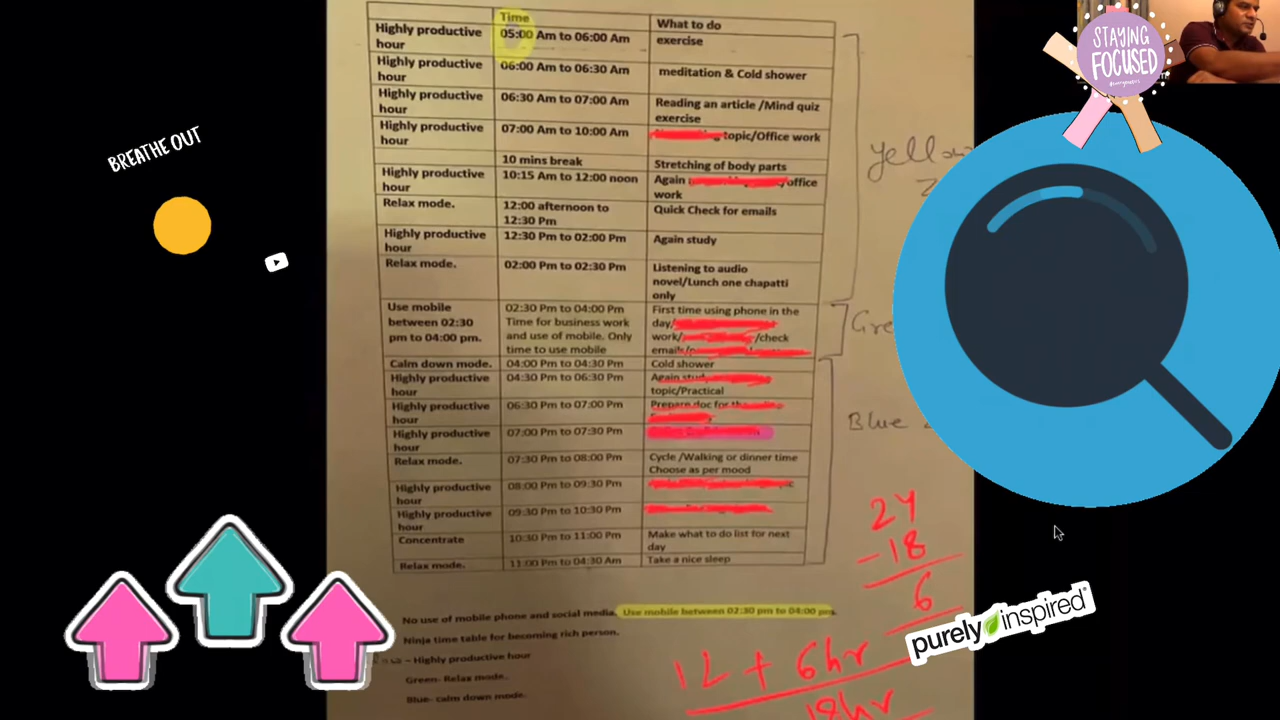 Time
What to do
Highly productive
hour
05:00 Am to 06:00 Am
exercise
Highly productive
hour
06:00 Am to 06:30 Am
meditation & Cold shower
Highly productive
hour
06:30 Am to 07:00 Am
Reading an article /Mind quiz
exercise
Highly productive
hour
07:00 Am to 10:00 Am
topic/Office work
10 mins break
Stretching of body parts
Highly productive
hour
10:15 Am to 12:00 noon
Again /office
work
Relax mode.
12:00 afternoon to
12:30 Pm
Quick Check for emails
Highly productive
hour
12:30 Pm to 02:00 Pm
Again study
Relax mode.
02:00 Pm to 02:30 Pm
Listening to audio
novel/Lunch one chapatti
only
Use mobile
between 02:30
pm to 04:00 pm.
02:30 Pm to 04:00 Pm
Time for business work
and use of mobile. Only
time to use mobile
First time using phone in the
day/
work/ /check
emails/
Calm down mode.
04:00 Pm to 04:30 Pm
Cold shower
Highly productive
hour
04:30 Pm to 06:30 Pm
Again
topic/Practical
Highly productive
hour
06:30 Pm to 07:00 Pm
Prepare doc for
Highly productive
hour
07:00 Pm to 07:30 Pm
Relax mode.
07:30 Pm to 08:00 Pm
Cycle /Walking or dinner time
Choose as per mood
Highly productive
hour
08:00 Pm to 09:30 Pm
Highly productive
hour
09:30 Pm to 10:30 Pm
Concentrate
10:30 Pm to 11:00 Pm
Make what to do list for next
day
Relax mode.
11:00 Pm to 04:30 Am
Take a nice sleep
No use of mobile phone and social media. Use mobile between 02:30 pm to 04:00 pm.
Ninja time table for becoming rich person.
– Highly productive hour
Green- Relax mode.
Blue- calm down mode.
Blue
24
-18
6
12 + 6hr
18hr
BREATHE OUT
STAYING
FOCUSED
purely inspired®